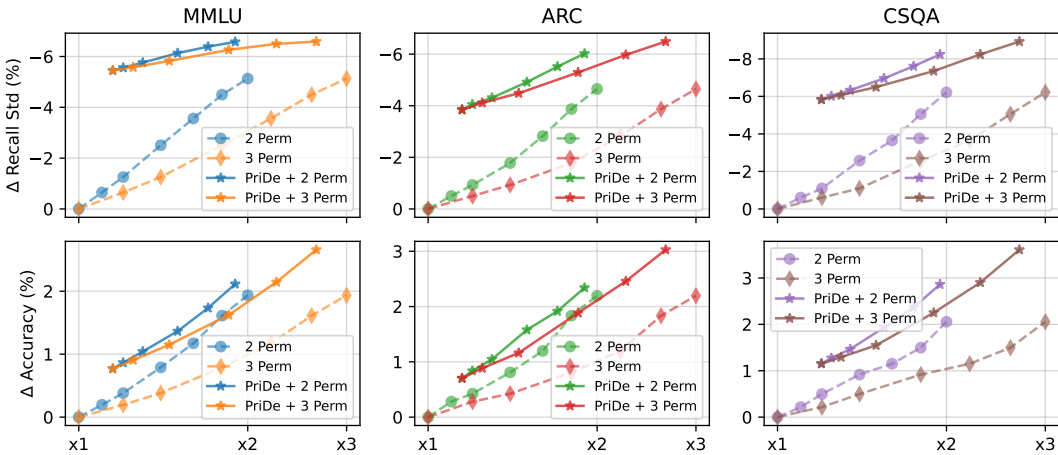 MMLU
ARC
CSQA
Δ Recall Std (%)
−6
−4
−2
0
2 Perm
3 Perm
PriDe + 2 Perm
PriDe + 3 Perm
−6
−4
−2
0
2 Perm
3 Perm
PriDe + 2 Perm
PriDe + 3 Perm
−8
−6
−4
−2
0
2 Perm
3 Perm
PriDe + 2 Perm
PriDe + 3 Perm
Δ Accuracy (%)
2
1
0
2 Perm
3 Perm
PriDe + 2 Perm
PriDe + 3 Perm
x1
x2
x3
3
2
1
0
2 Perm
3 Perm
PriDe + 2 Perm
PriDe + 3 Perm
x1
x2
x3
3
2
1
0
2 Perm
3 Perm
PriDe + 2 Perm
PriDe + 3 Perm
x1
x2
x3